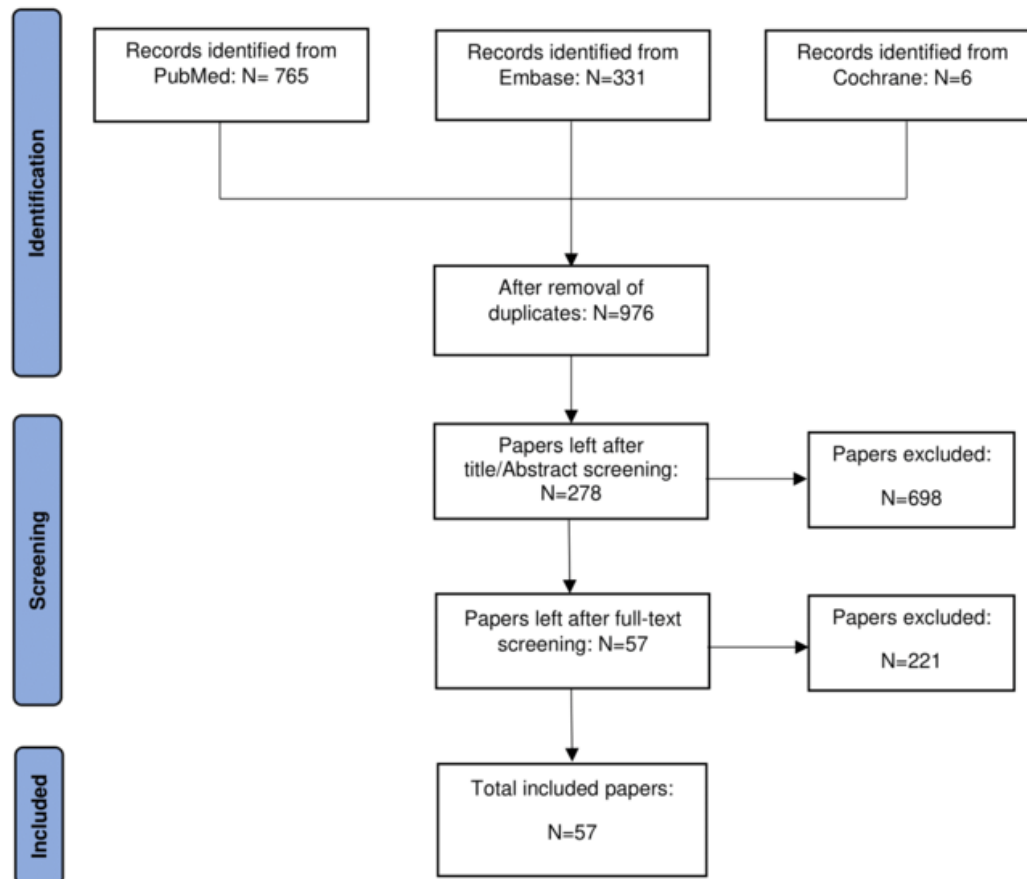 Identification
Records identified from
PubMed: N= 765
Records identified from
Embase: N=331
Records identified from
Cochrane: N=6
After removal of
duplicates: N=976
Screening
Papers left after
title/Abstract screening:
N=278
Papers excluded:
N=698
Papers left after full-text
screening: N=57
Papers excluded:
N=221
Included
Total included papers:
N=57